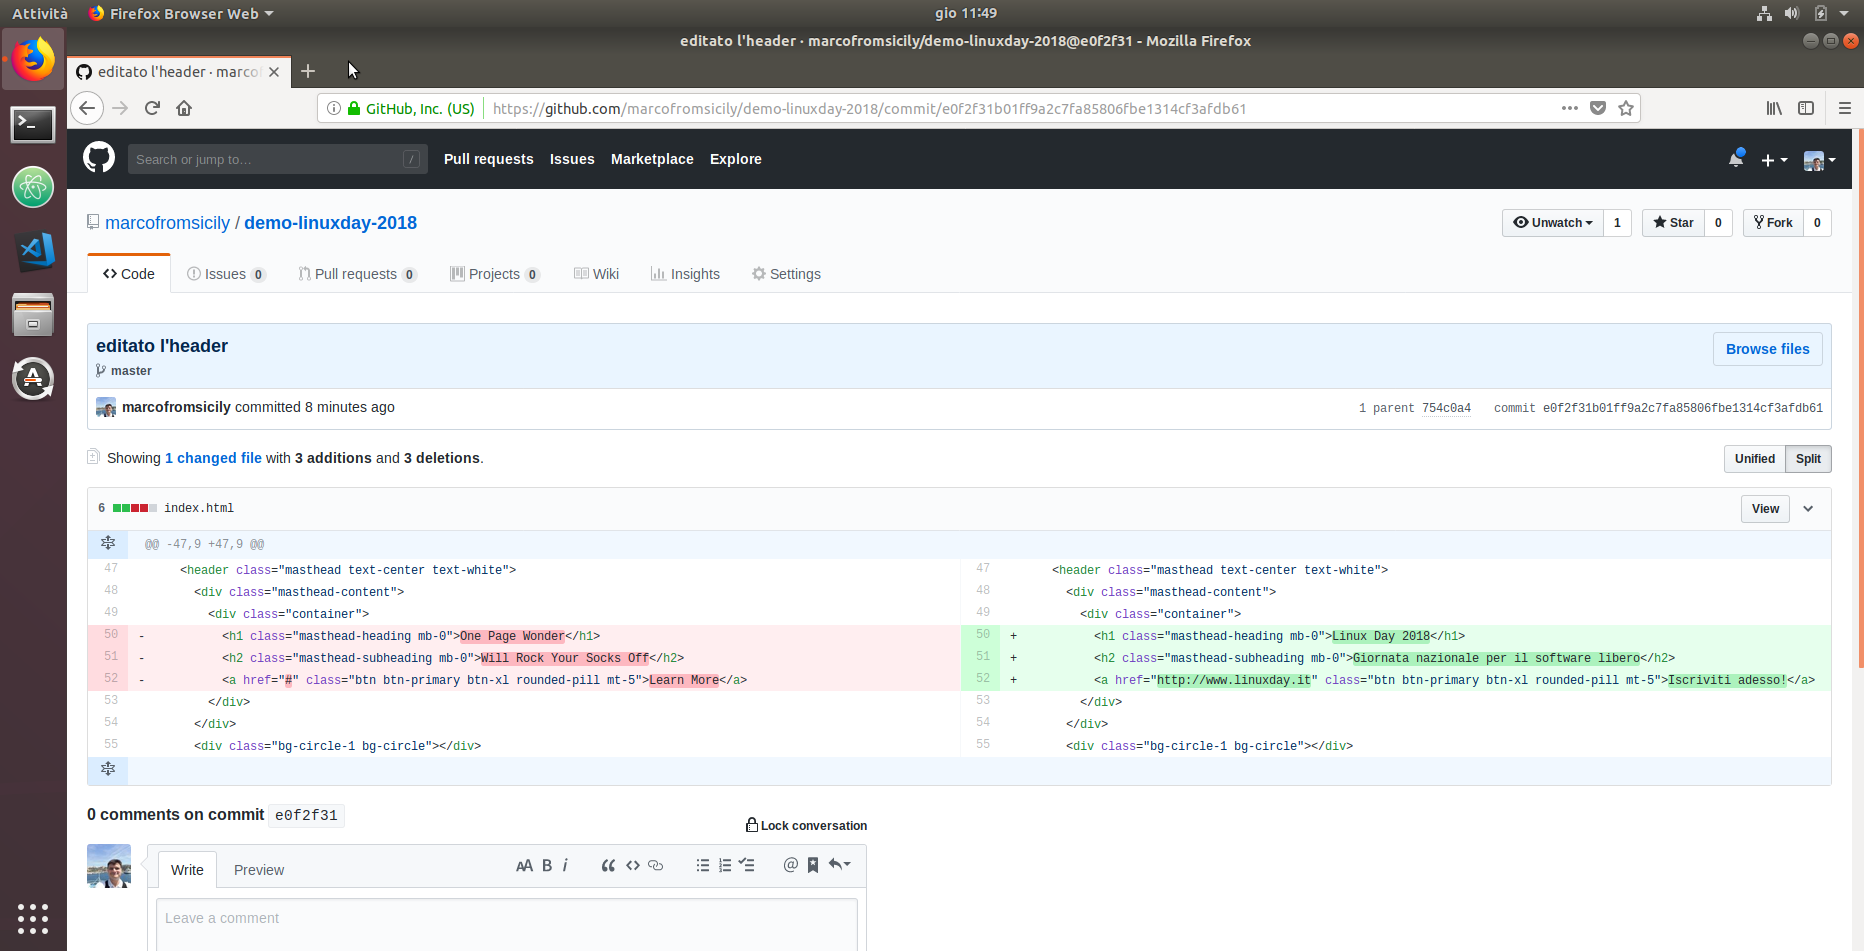 Attività Firefox Browser Web gio 11:49
editato l'header · marcofromsicily/demo-linuxday-2018@e0f2f31 - Mozilla Firefox
editato l'header · marcof
GitHub, Inc. (US) https://github.com/marcofromsicily/demo-linuxday-2018/commit/e0f2f31b01ff9a2c7fa85806fbe1314cf3afdb61
Search or jump to… / Pull requests Issues Marketplace Explore
marcofromsicily / demo-linuxday-2018 Unwatch 1 Star 0 Fork 0
Code Issues 0 Pull requests 0 Projects 0 Wiki Insights Settings
editato l'header Browse files
master
marcofromsicily committed 8 minutes ago 1 parent 754c0a4 commit e0f2f31b01ff9a2c7fa85806fbe1314cf3afdb61
Showing 1 changed file with 3 additions and 3 deletions. Unified Split
6 index.html View
@@ -47,9 +47,9 @@
47 <header class="masthead text-center text-white"> 47 <header class="masthead text-center text-white">
48 <div class="masthead-content"> 48 <div class="masthead-content">
49 <div class="container"> 49 <div class="container">
50 - <h1 class="masthead-heading mb-0">One Page Wonder</h1> 50 + <h1 class="masthead-heading mb-0">Linux Day 2018</h1>
51 - <h2 class="masthead-subheading mb-0">Will Rock Your Socks Off</h2> 51 + <h2 class="masthead-subheading mb-0">Giornata nazionale per il software libero</h2>
52 - <a href="#" class="btn btn-primary btn-xl rounded-pill mt-5">Learn More</a> 52 + <a href="http://www.linuxday.it" class="btn btn-primary btn-xl rounded-pill mt-5">Iscriviti adesso!</a>
53 </div> 53 </div>
54 </div> 54 </div>
55 <div class="bg-circle-1 bg-circle"></div> 55 <div class="bg-circle-1 bg-circle"></div>
0 comments on commit e0f2f31
Lock conversation
Write Preview AA B i
Leave a comment